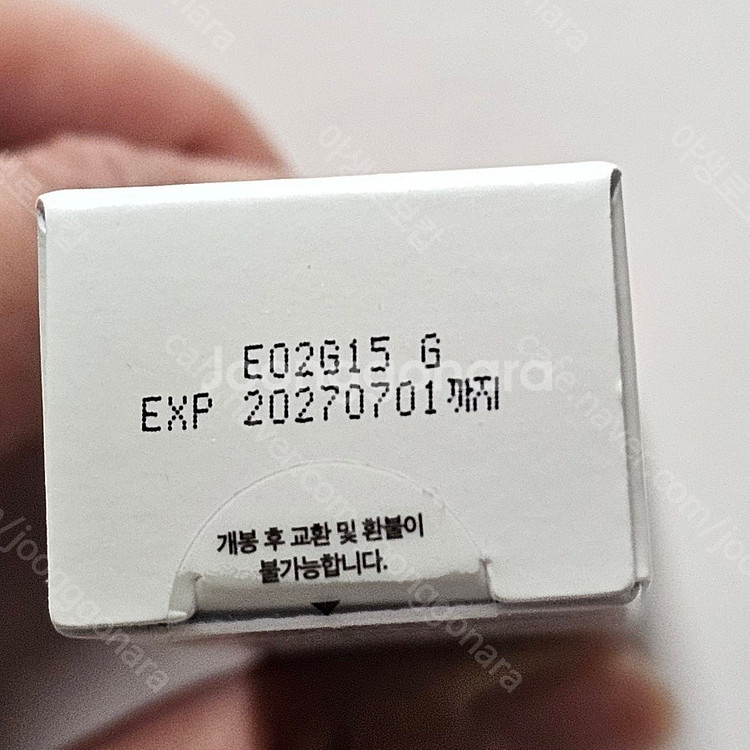 E02G15 G
EXP 20270701까지
개봉 후 교환 및 환불이
불가능합니다.
Joonggonara